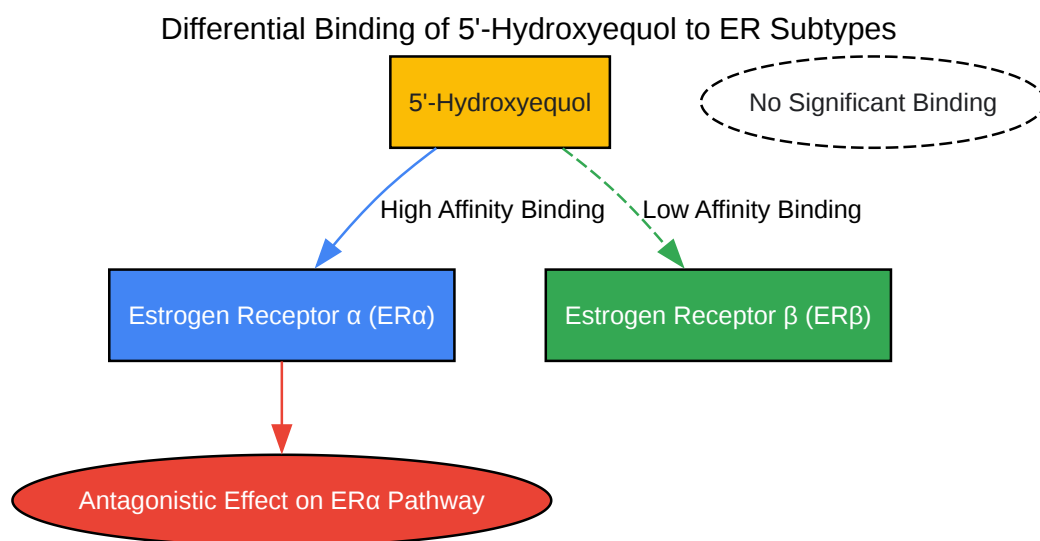 Differential Binding of 5'-Hydroxyequol to ER Subtypes
5'-Hydroxyequol
No Significant Binding
High Affinity Binding
Low Affinity Binding
Estrogen Receptor α (ERα)
Estrogen Receptor β (ERβ)
Antagonistic Effect on ERα Pathway